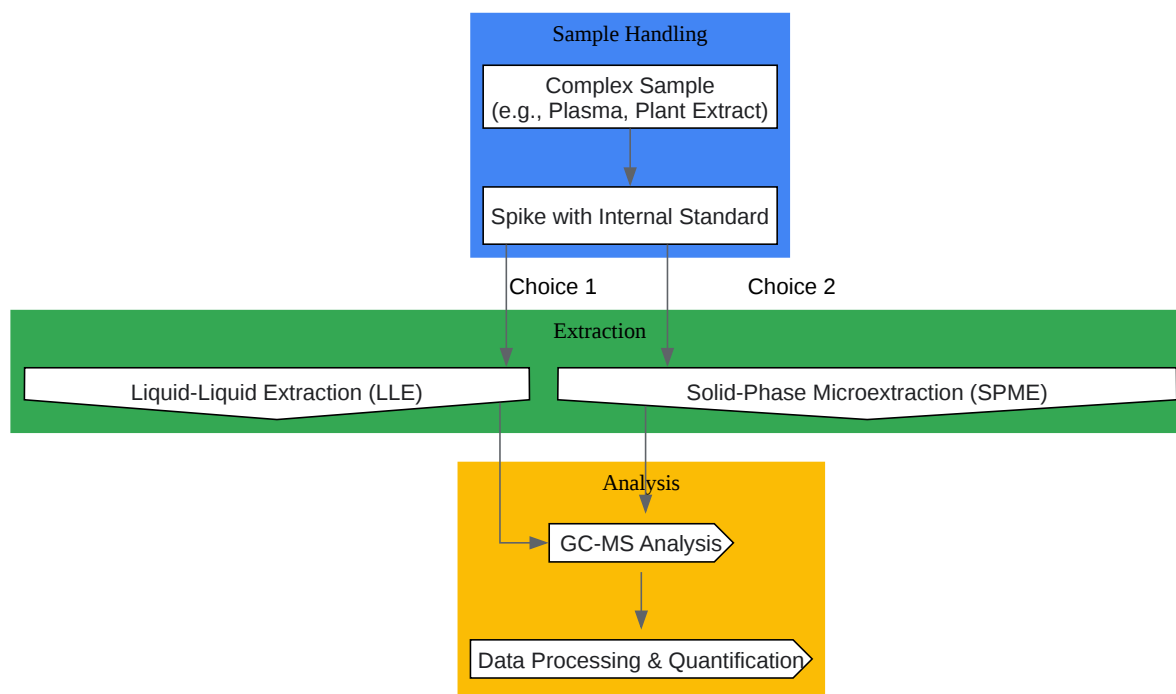 Sample Handling
Complex Sample
(e.g., Plasma, Plant Extract)
Spike with Internal Standard
Choice 1
Choice 2
Extraction
Liquid-Liquid Extraction (LLE)
Solid-Phase Microextraction (SPME)
Analysis
GC-MS Analysis
Data Processing & Quantification